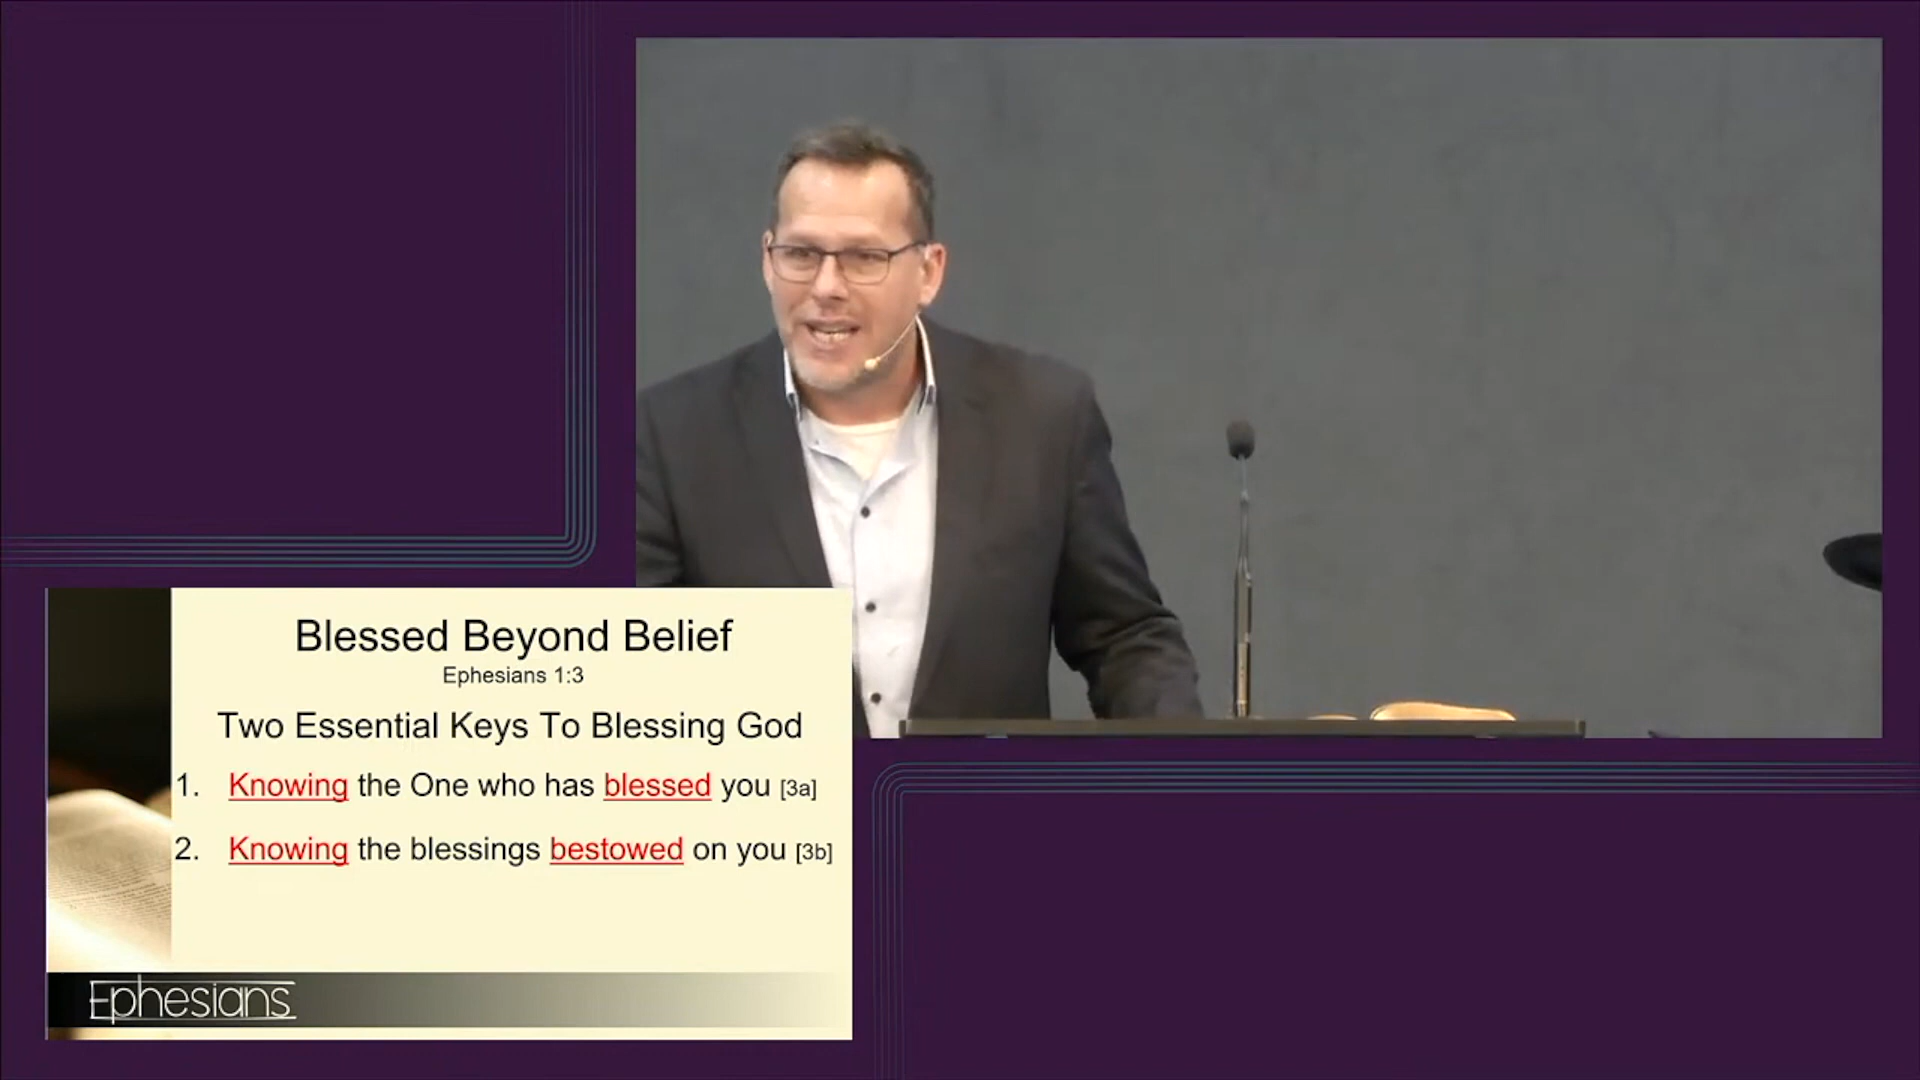 Blessed Beyond Belief
Ephesians 1:3
Two Essential Keys To Blessing God
1. Knowing the One who has blessed you [3a]
2. Knowing the blessings bestowed on you [3b]
Ephesians